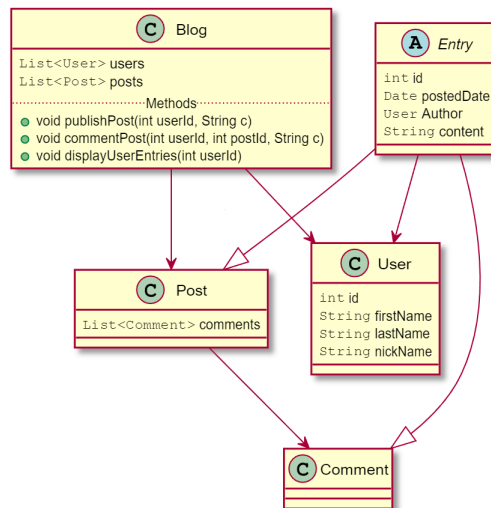 C Blog
List<User> users
List<Post> posts
Methods
void publishPost(int userId, String c)
void commentPost(int userId, int postId, String c)
void displayUserEntries(int userId)
A Entry
int id
Date postedDate
User Author
String content
C Post
List<Comment> comments
C User
int id
String firstName
String lastName
String nickName
C Comment